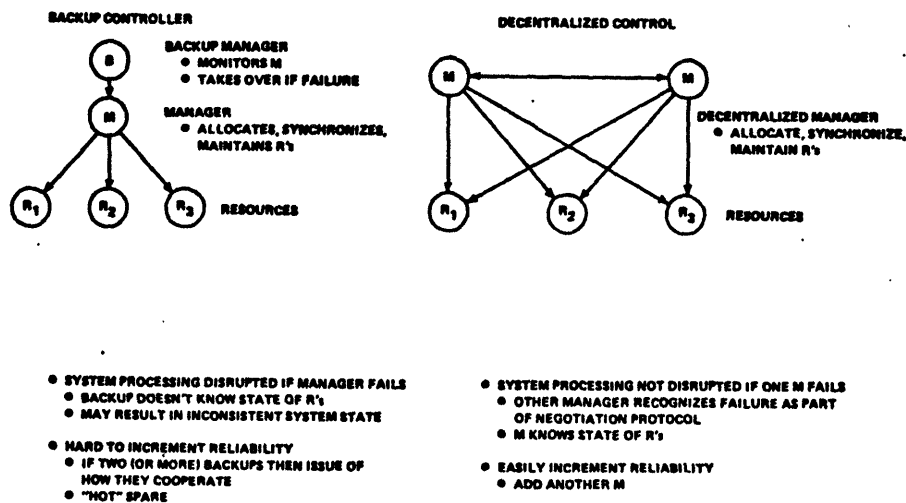 BACKUP CONTROLLER
B
BACKUP MANAGER
● MONITORS M
● TAKES OVER IF FAILURE
M
MANAGER
● ALLOCATES, SYNCHRONIZES,
MAINTAINS R's
R1 R2 R3 RESOURCES
DECENTRALIZED CONTROL
M M
DECENTRALIZED MANAGER
● ALLOCATE, SYNCHRONIZE,
MAINTAIN R's
R1 R2 R3 RESOURCES
● SYSTEM PROCESSING DISRUPTED IF MANAGER FAILS
● BACKUP DOESN'T KNOW STATE OF R's
● MAY RESULT IN INCONSISTENT SYSTEM STATE
● HARD TO INCREMENT RELIABILITY
● IF TWO (OR MORE) BACKUPS THEN ISSUE OF
HOW THEY COOPERATE
● "HOT" SPARE
● SYSTEM PROCESSING NOT DISRUPTED IF ONE M FAILS
● OTHER MANAGER RECOGNIZES FAILURE AS PART
OF NEGOTIATION PROTOCOL
● M KNOWS STATE OF R's
● EASILY INCREMENT RELIABILITY
● ADD ANOTHER M